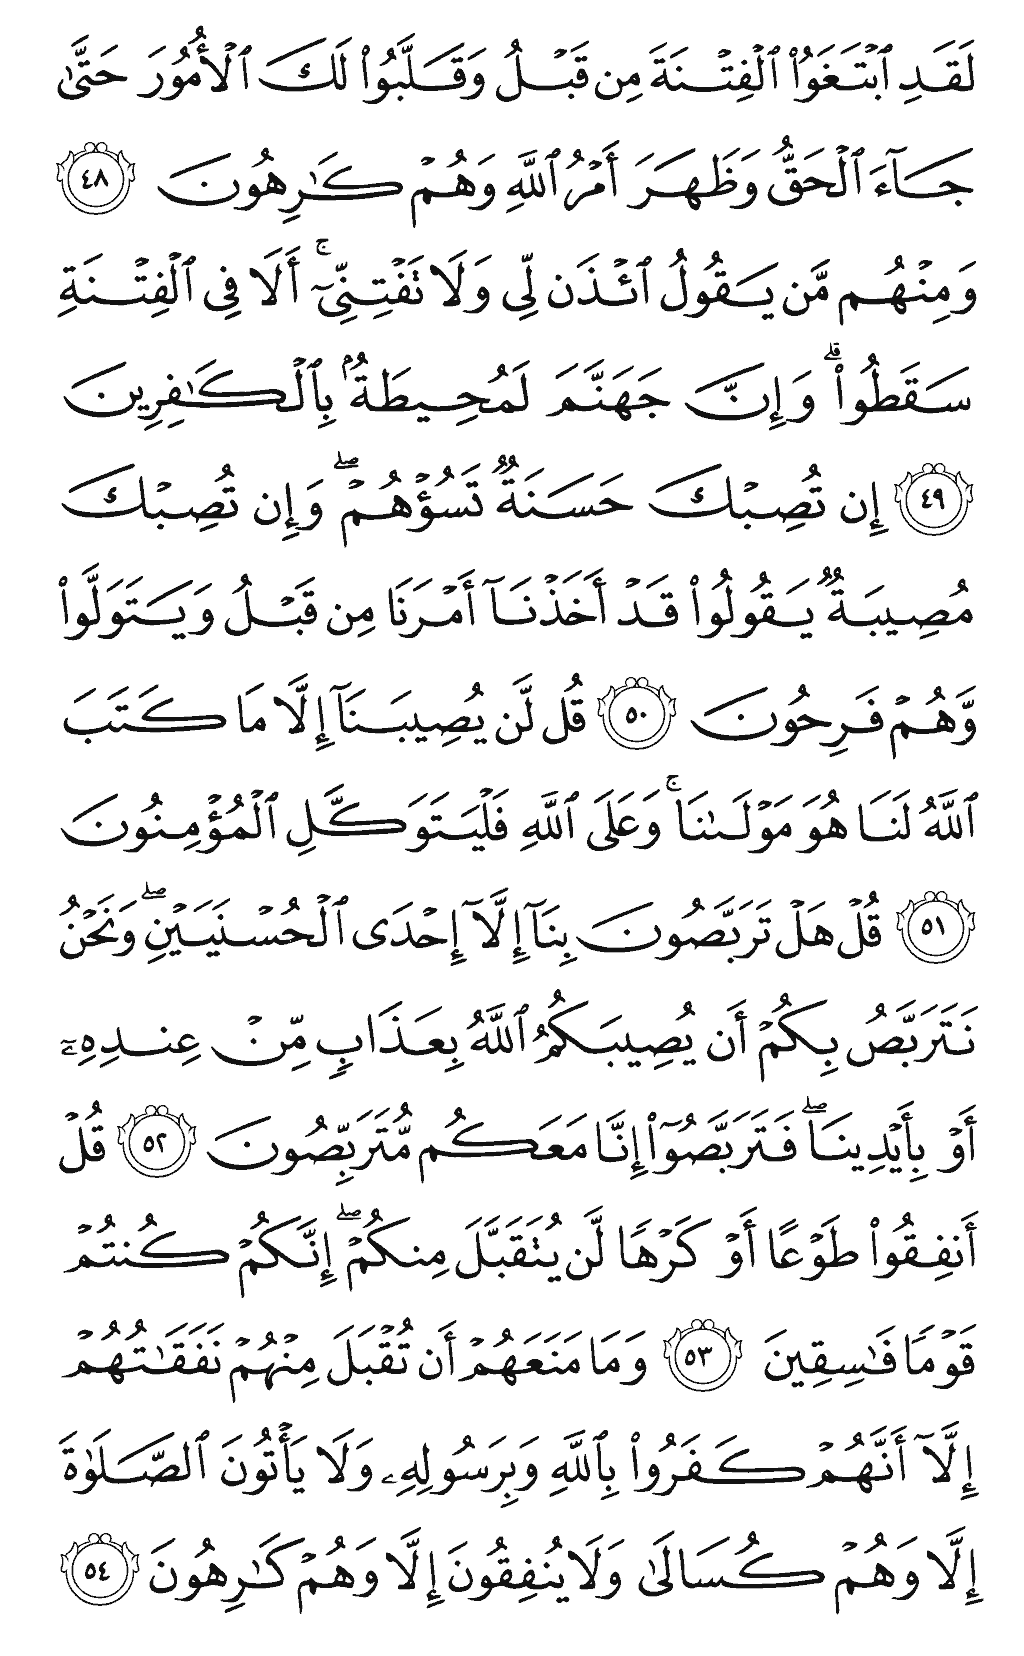 لَقَدِ ٱبْتَغَوُا۟ ٱلْفِتْنَةَ مِن قَبْلُ وَقَلَّبُوا۟ لَكَ ٱلْأُمُورَ حَتَّىٰ
جَآءَ ٱلْحَقُّ وَظَهَرَ أَمْرُ ٱللَّهِ وَهُمْ كَـٰرِهُونَ ٤٨
وَمِنْهُم مَّن يَقُولُ ٱئْذَن لِّى وَلَا تَفْتِنِّىٓ ۚ أَلَا فِى ٱلْفِتْنَةِ
سَقَطُوا۟ ۗ وَإِنَّ جَهَنَّمَ لَمُحِيطَةٌۢ بِٱلْكَـٰفِرِينَ
٤٩ إِن تُصِبْكَ حَسَنَةٌ تَسُؤْهُمْ ۖ وَإِن تُصِبْكَ
مُصِيبَةٌ يَقُولُوا۟ قَدْ أَخَذْنَآ أَمْرَنَا مِن قَبْلُ وَيَتَوَلَّوا۟
وَّهُمْ فَرِحُونَ ٥٠ قُل لَّن يُصِيبَنَآ إِلَّا مَا كَتَبَ
ٱللَّهُ لَنَا هُوَ مَوْلَىٰنَا ۚ وَعَلَى ٱللَّهِ فَلْيَتَوَكَّلِ ٱلْمُؤْمِنُونَ
٥١ قُلْ هَلْ تَرَبَّصُونَ بِنَآ إِلَّآ إِحْدَى ٱلْحُسْنَيَيْنِ ۖ وَنَحْنُ
نَتَرَبَّصُ بِكُمْ أَن يُصِيبَكُمُ ٱللَّهُ بِعَذَابٍ مِّنْ عِندِهِۦٓ
أَوْ بِأَيْدِينَا ۖ فَتَرَبَّصُوٓا۟ إِنَّا مَعَكُم مُّتَرَبِّصُونَ ٥٢ قُلْ
أَنفِقُوا۟ طَوْعًا أَوْ كَرْهًا لَّن يُتَقَبَّلَ مِنكُمْ ۖ إِنَّكُمْ كُنتُمْ
قَوْمًا فَـٰسِقِينَ ٥٣ وَمَا مَنَعَهُمْ أَن تُقْبَلَ مِنْهُمْ نَفَقَـٰتُهُمْ
إِلَّآ أَنَّهُمْ كَفَرُوا۟ بِٱللَّهِ وَبِرَسُولِهِۦ وَلَا يَأْتُونَ ٱلصَّلَوٰةَ
إِلَّا وَهُمْ كُسَالَىٰ وَلَا يُنفِقُونَ إِلَّا وَهُمْ كَـٰرِهُونَ ٥٤